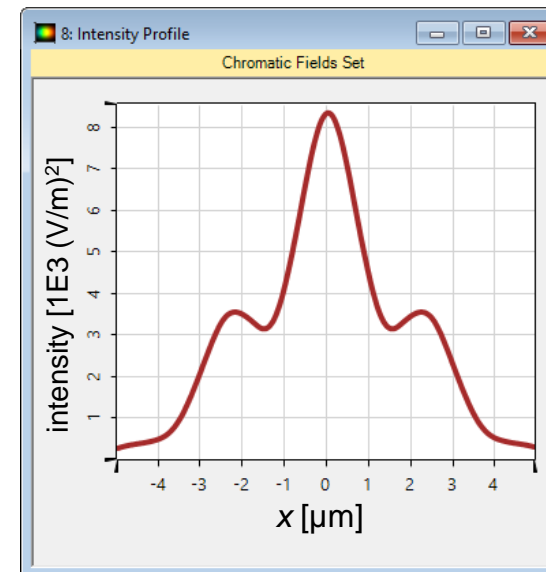 8: Intensity Profile
Chromatic Fields Set
intensity [1E3 (V/m)²]
8
7
6
5
4
3
2
1
-4 -3 -2 -1 0 1 2 3 4
x [µm]